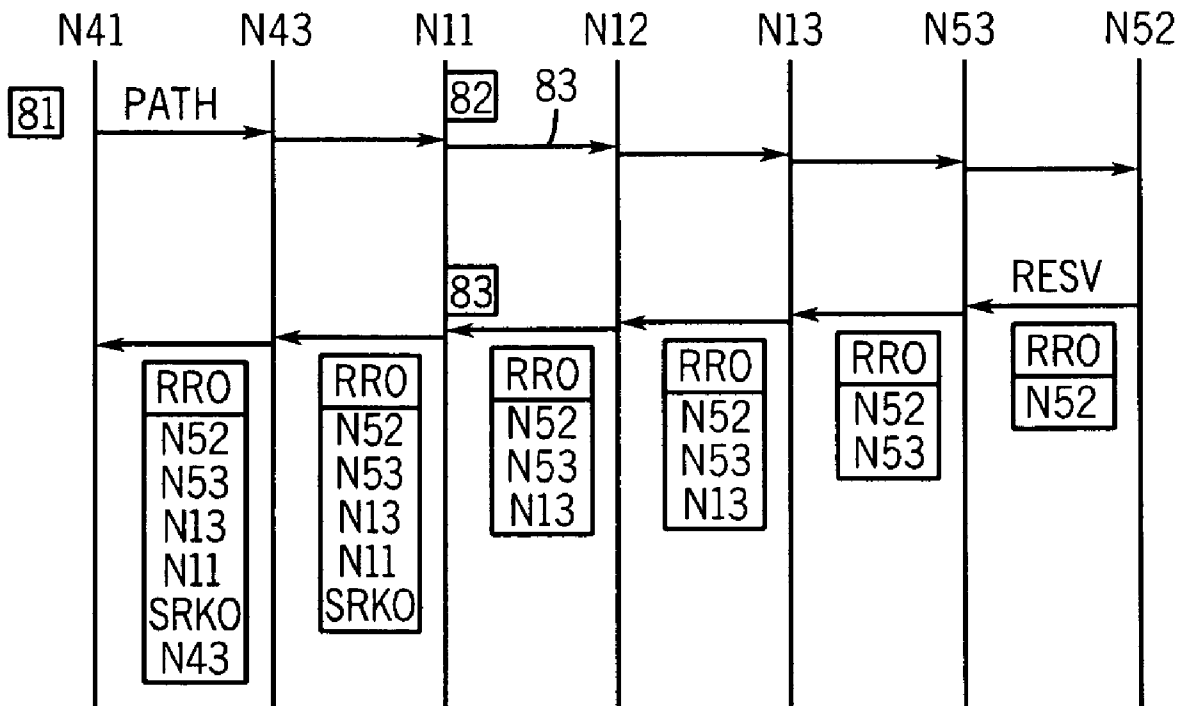 N41 N43 N11 N12 N13 N53 N52
81 PATH 82 83
83 RESV
RRO
N52
N53
N13
N11
SRKO
N43
RRO
N52
N53
N13
N11
SRKO
RRO
N52
N53
N13
RRO
N52
N53
N13
RRO
N52
N53
RRO
N52